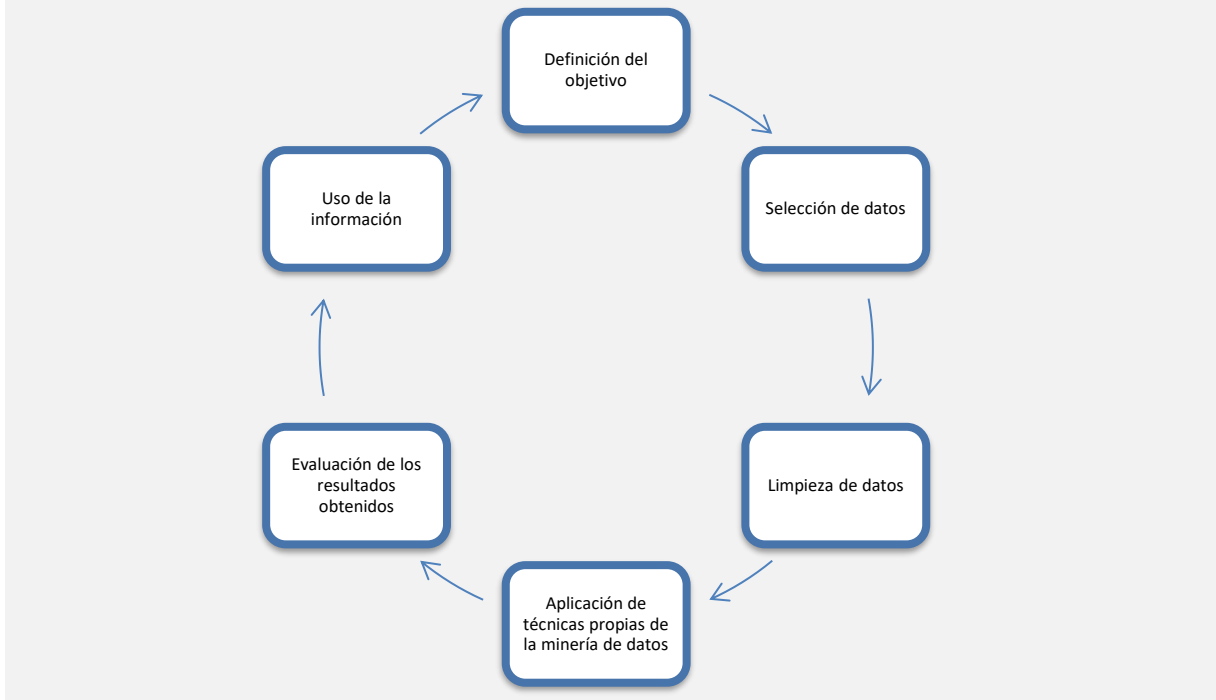 Definición del
objetivo
Selección de datos
Limpieza de datos
Aplicación de
técnicas propias de
la minería de datos
Evaluación de los
resultados
obtenidos
Uso de la
información